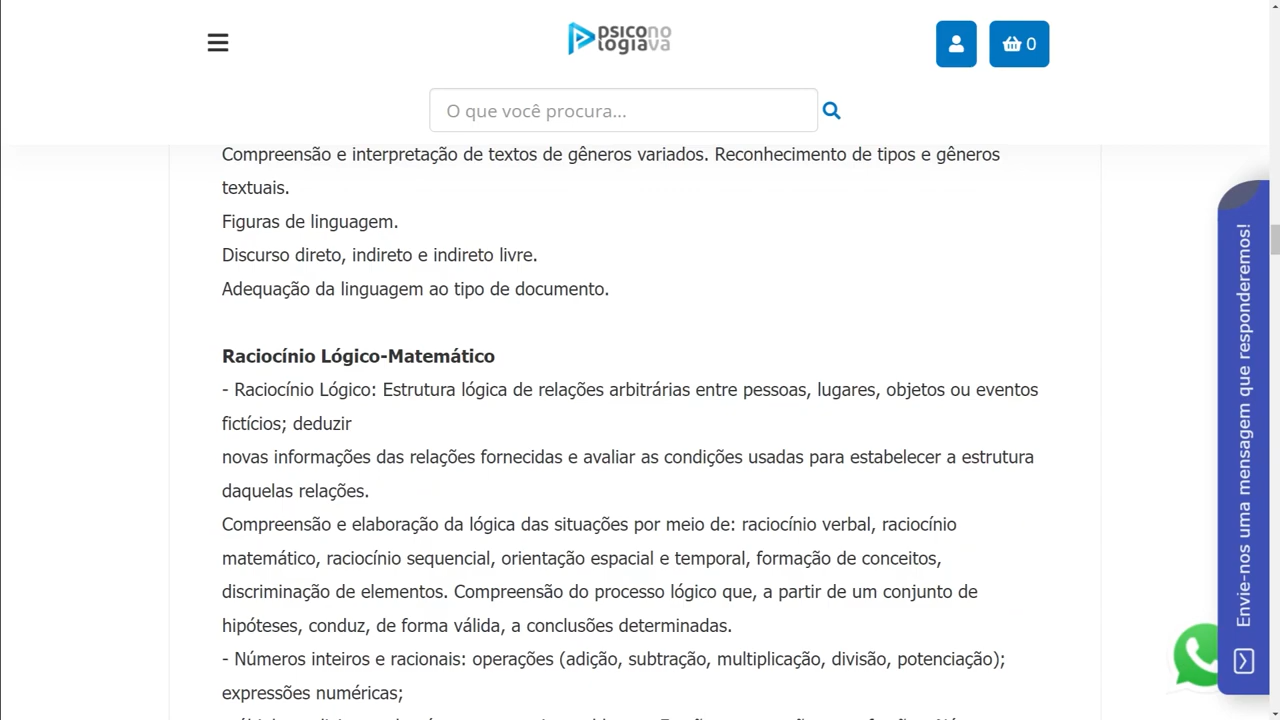 psicono
logiava
0
O que você procura...
Compreensão e interpretação de textos de gêneros variados. Reconhecimento de tipos e gêneros
textuais.
Figuras de linguagem.
Discurso direto, indireto e indireto livre.
Adequação da linguagem ao tipo de documento.
Raciocínio Lógico-Matemático
- Raciocínio Lógico: Estrutura lógica de relações arbitrárias entre pessoas, lugares, objetos ou eventos
fictícios; deduzir
novas informações das relações fornecidas e avaliar as condições usadas para estabelecer a estrutura
daquelas relações.
Compreensão e elaboração da lógica das situações por meio de: raciocínio verbal, raciocínio
matemático, raciocínio sequencial, orientação espacial e temporal, formação de conceitos,
discriminação de elementos. Compreensão do processo lógico que, a partir de um conjunto de
hipóteses, conduz, de forma válida, a conclusões determinadas.
- Números inteiros e racionais: operações (adição, subtração, multiplicação, divisão, potenciação);
expressões numéricas;
Envie-nos uma mensagem que responderemos!